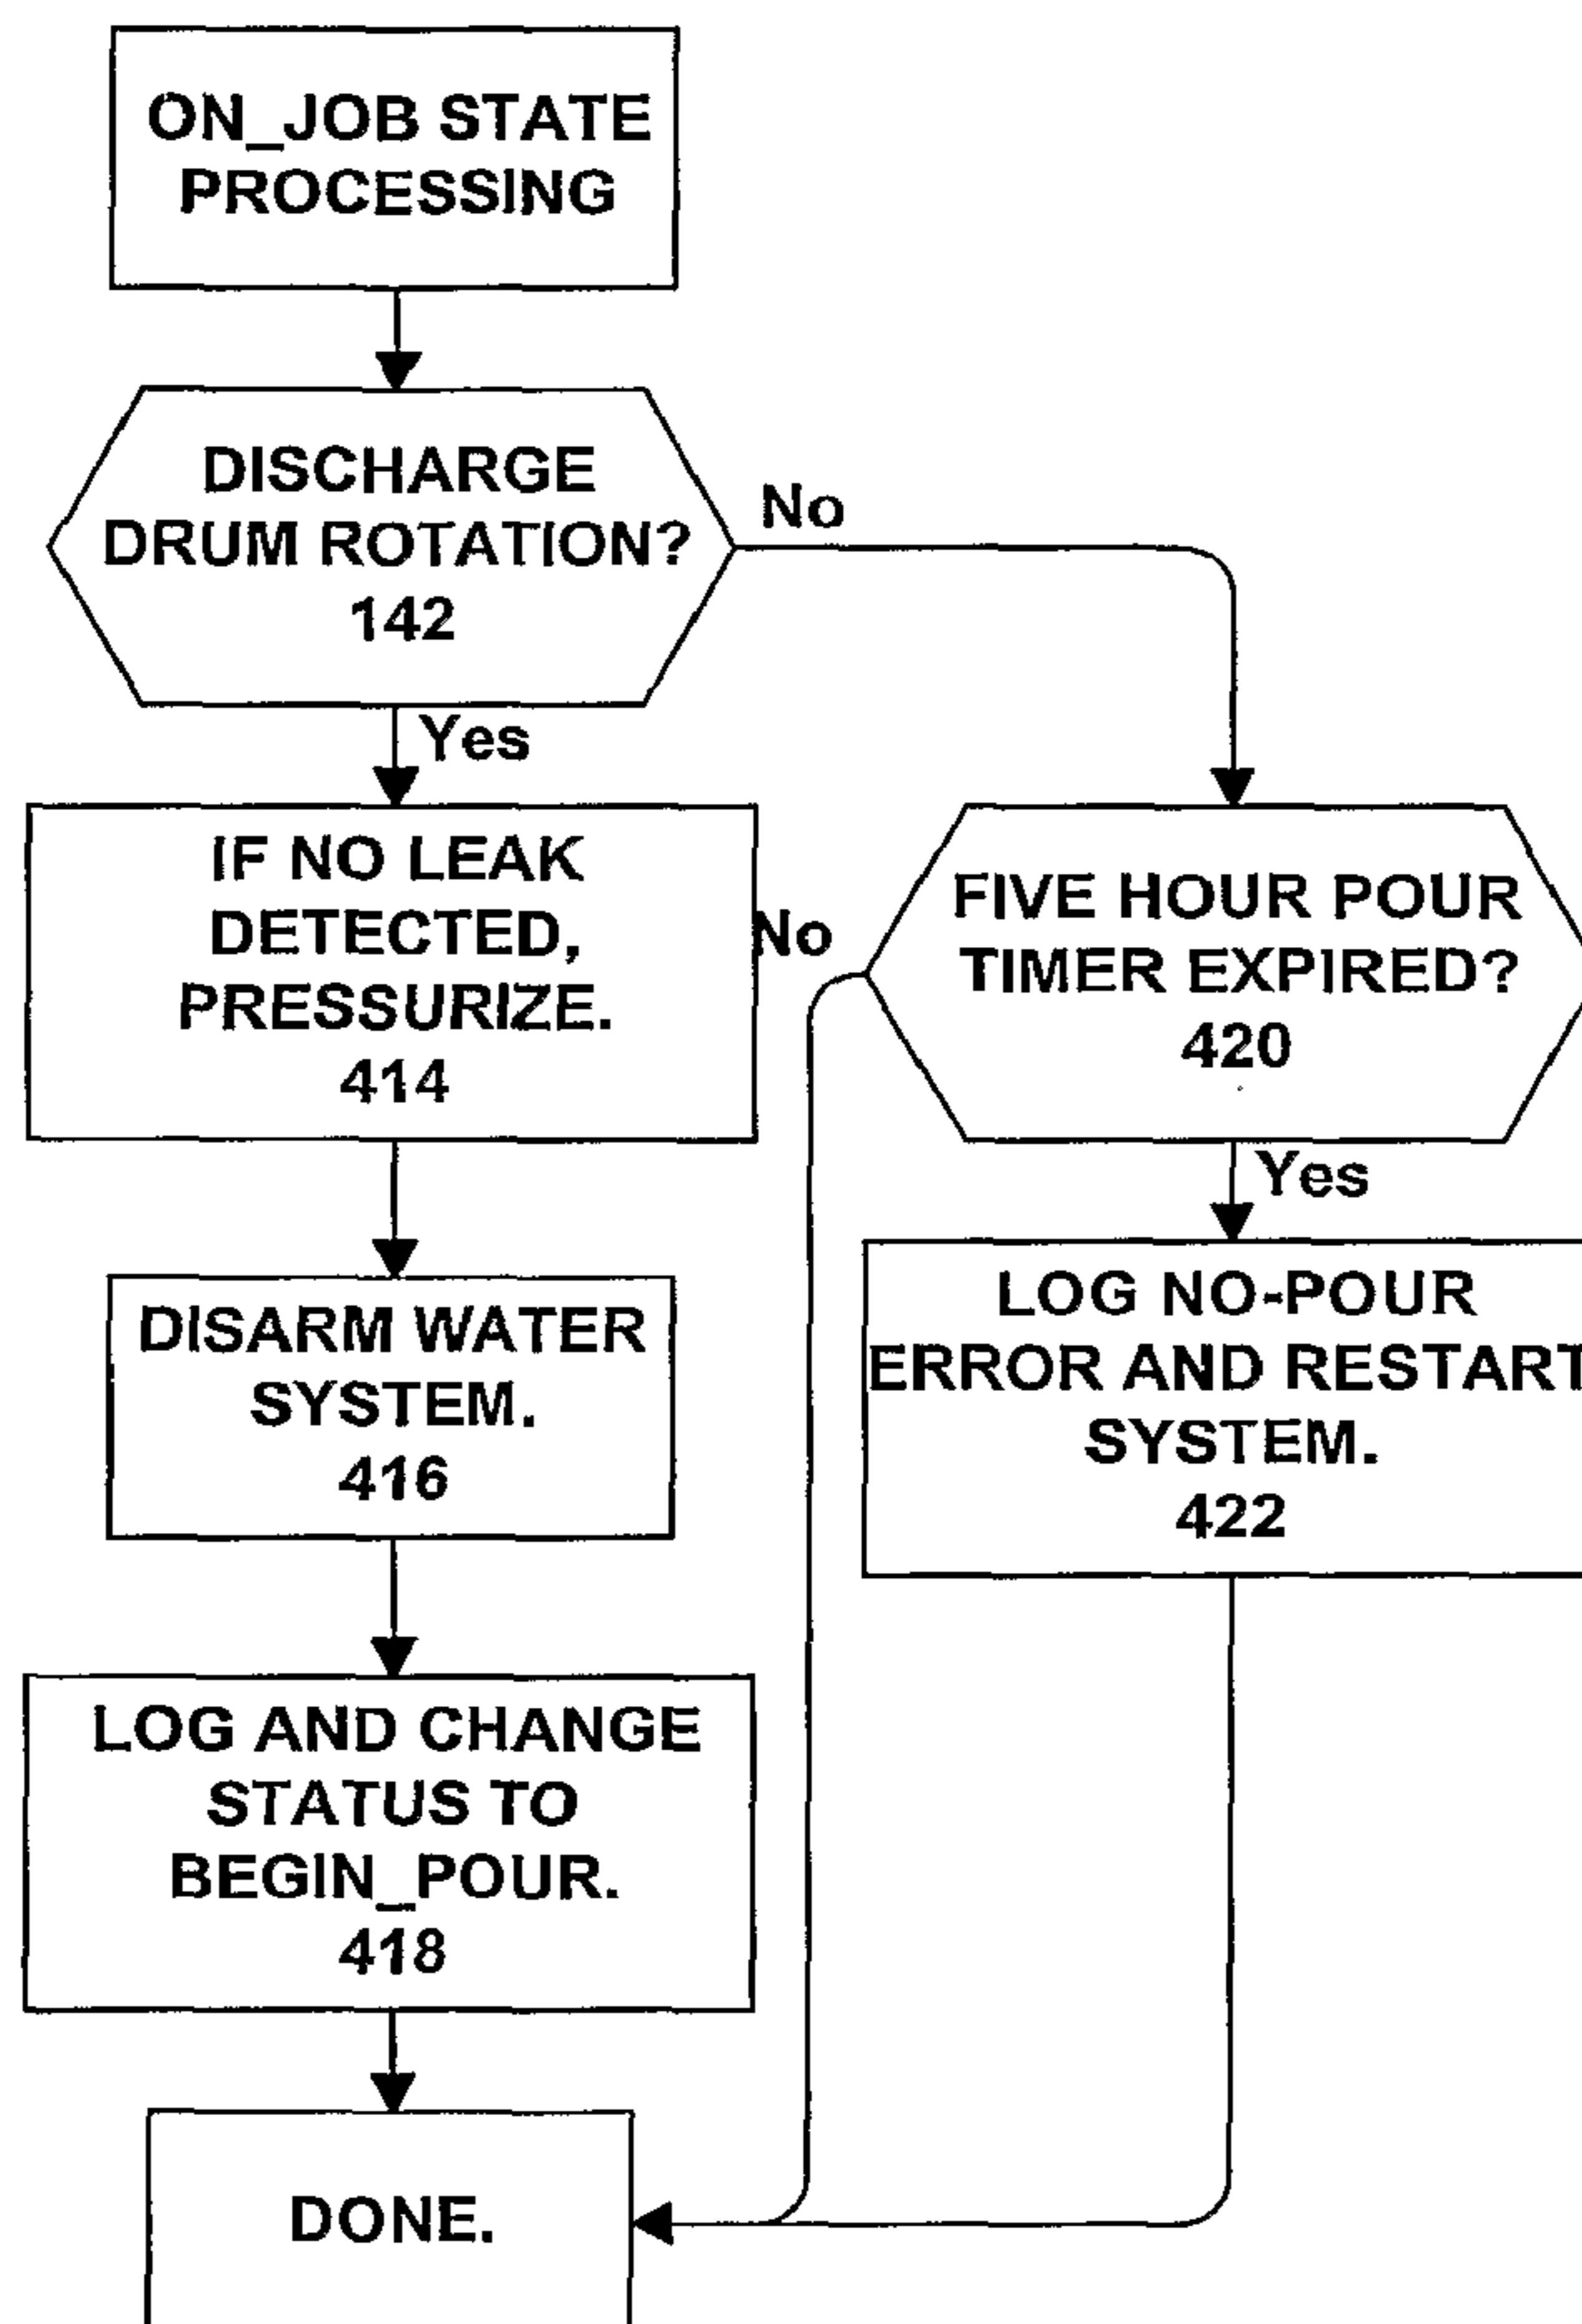 ON_JOB STATE
PROCESSING
DISCHARGE
DRUM ROTATION?
142
No
Yes
IF NO LEAK
DETECTED,
PRESSURIZE.
414
No
FIVE HOUR POUR
TIMER EXPIRED?
420
Yes
DISARM WATER
SYSTEM.
416
LOG NO-POUR
ERROR AND RESTART
SYSTEM.
422
LOG AND CHANGE
STATUS TO
BEGIN_POUR.
418
DONE.